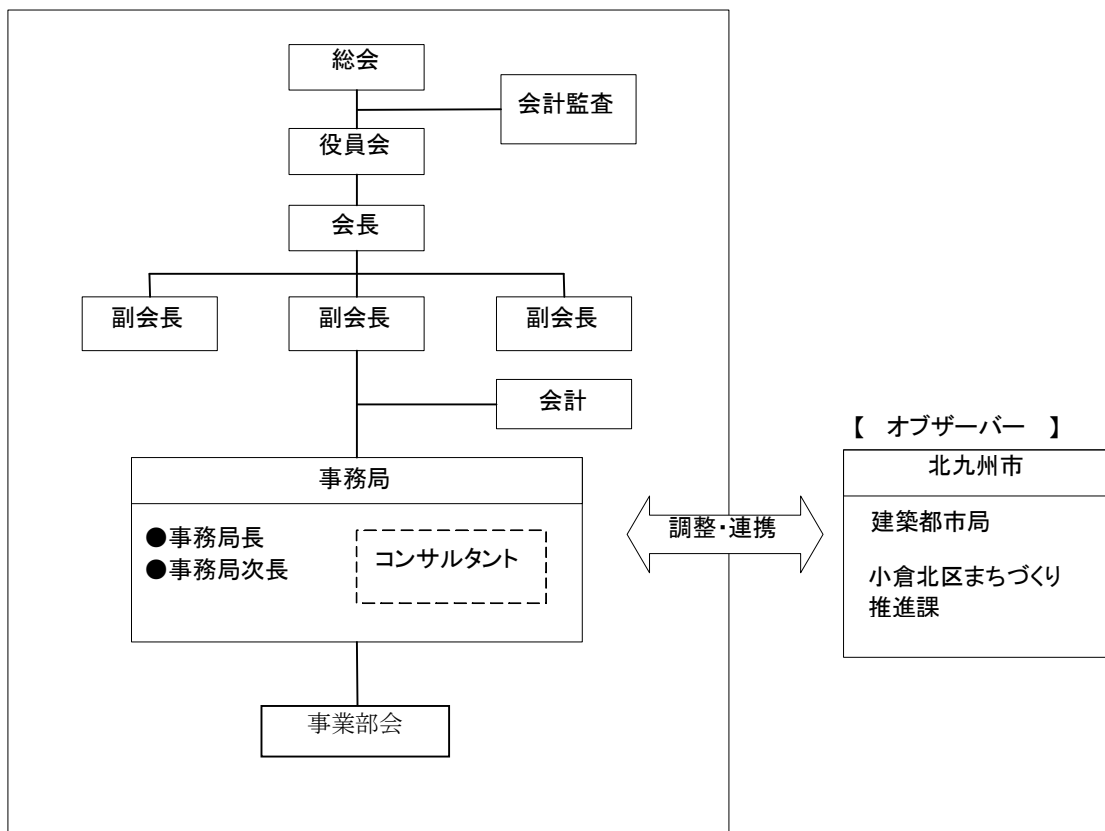 総会
会計監査
役員会
会長
副会長
副会長
副会長
会計
事務局
●事務局長
●事務局次長
コンサルタント
事業部会
調整・連携
【 オブザーバー 】
北九州市
建築都市局
小倉北区まちづくり
推進課